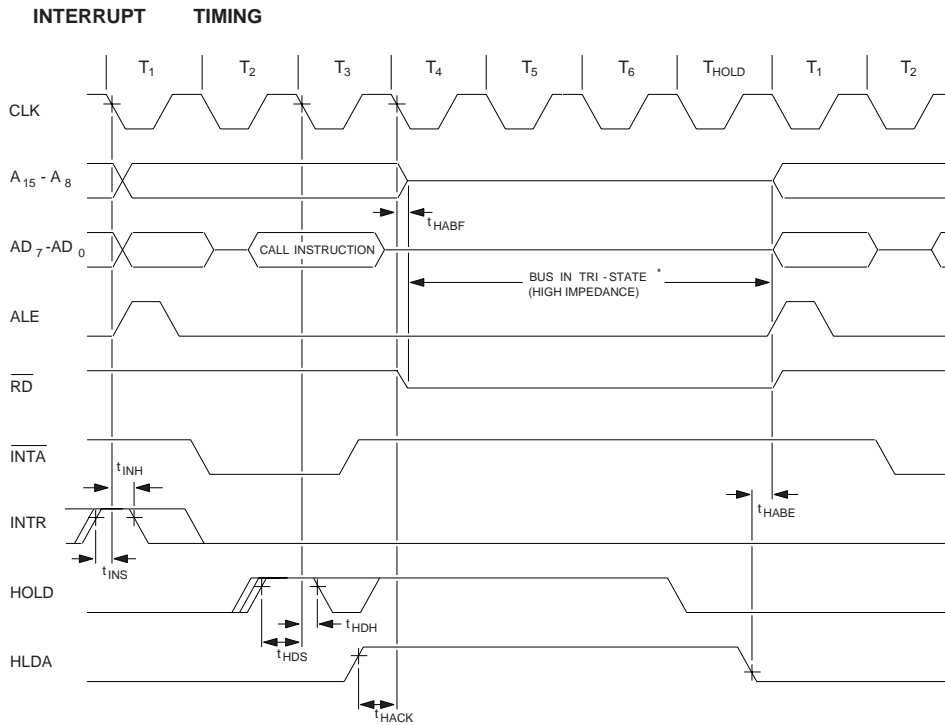 INTERRUPT TIMING
T1 T2 T3 T4 T5 T6 THOLD T1 T2
CLK
A15 - A8
tHABF
AD7-AD0 CALL INSTRUCTION
BUS IN TRI-STATE *
(HIGH IMPEDANCE)
ALE
RD
INTA
tINH
INTR
tHABE
tINS
HOLD
tHDH
tHDS
HLDA
tHACK